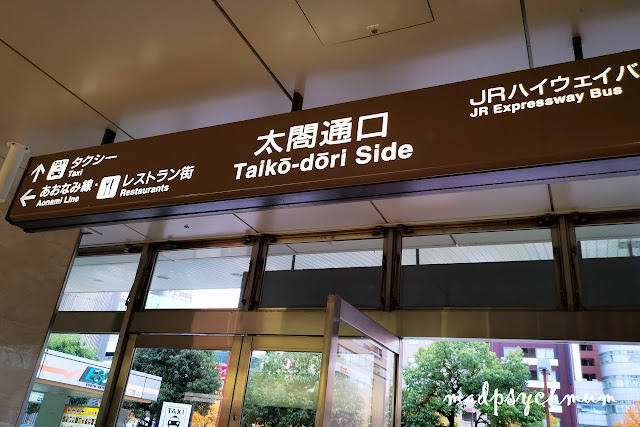 タクシー
Taxi
あおなみ線・
Aonami Line
レストラン街
Restaurants
太閤通口
Taikō-dōri Side
JRハイウェイバ
JR Expressway Bus
TAXI
madpsychmum